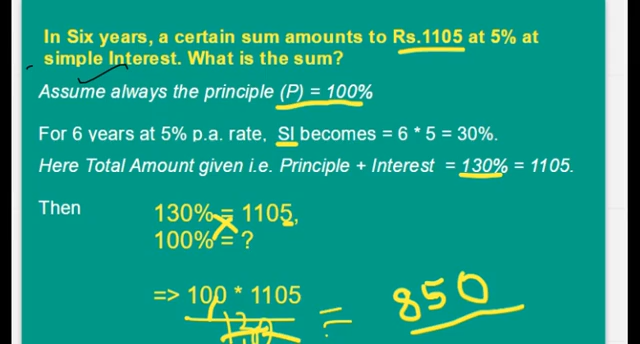 In Six years, a certain sum amounts to Rs.1105 at 5% at
simple Interest. What is the sum?
Assume always the principle (P) = 100%
For 6 years at 5% p.a. rate, SI becomes = 6 * 5 = 30%.
Here Total Amount given i.e. Principle + Interest = 130% = 1105.
Then
130% = 1105,
100% = ?
=> 100 * 1105
= 850